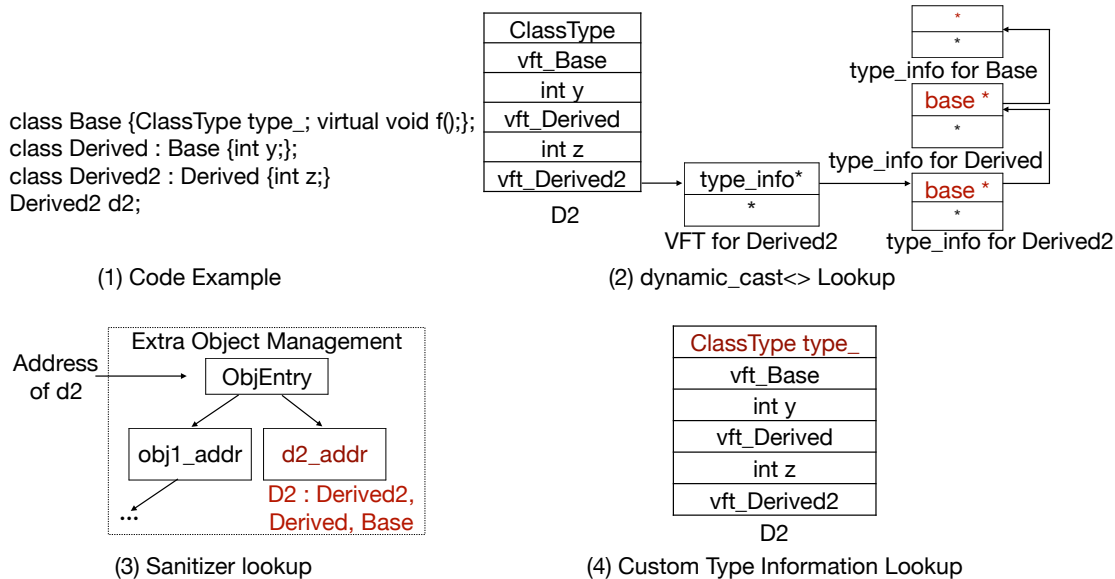 class Base {ClassType type_; virtual void f();};
class Derived : Base {int y;};
class Derived2 : Derived {int z;}
Derived2 d2;
(1) Code Example
ClassType
vft_Base
int y
vft_Derived
int z
vft_Derived2
D2
type_info*
*
VFT for Derived2
*
*
type_info for Base
base *
*
type_info for Derived
base *
*
type_info for Derived2
(2) dynamic_cast<> Lookup
Extra Object Management
Address
of d2
ObjEntry
obj1_addr
d2_addr
...
D2 : Derived2,
Derived, Base
(3) Sanitizer lookup
ClassType type_
vft_Base
int y
vft_Derived
int z
vft_Derived2
D2
(4) Custom Type Information Lookup